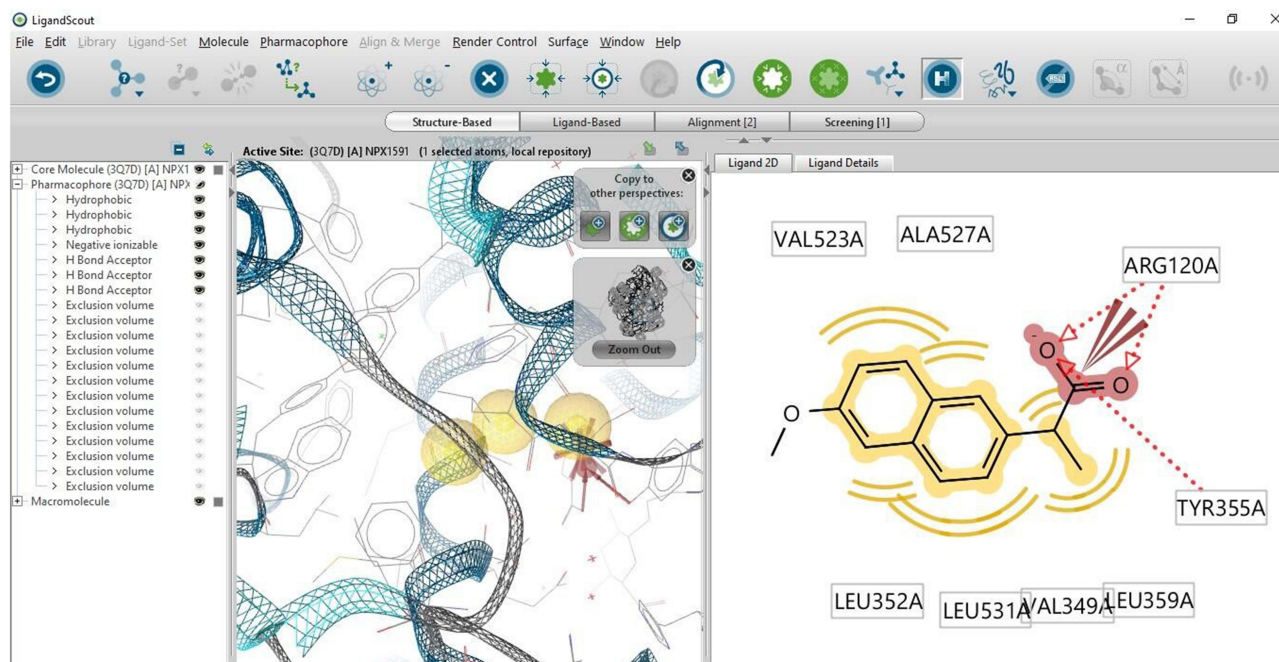 LigandScout
File Edit Library Ligand-Set Molecule Pharmacophore Align & Merge Render Control Surface Window Help
Structure-Based Ligand-Based Alignment [2] Screening [1]
Active Site: (3Q7D) [A] NPX1591 (1 selected atoms, local repository)
Ligand 2D Ligand Details
Core Molecule (3Q7D) [A] NPX1
Pharmacophore (3Q7D) [A] NPX
Hydrophobic
Hydrophobic
Hydrophobic
Negative ionizable
H Bond Acceptor
H Bond Acceptor
H Bond Acceptor
Exclusion volume
Exclusion volume
Exclusion volume
Exclusion volume
Exclusion volume
Exclusion volume
Exclusion volume
Exclusion volume
Exclusion volume
Exclusion volume
Exclusion volume
Exclusion volume
Exclusion volume
Macromolecule
Copy to
other perspectives:
Zoom Out
VAL523A
ALA527A
ARG120A
O
-
O
O
TYR355A
LEU352A
LEU531A
VAL349A
LEU359A